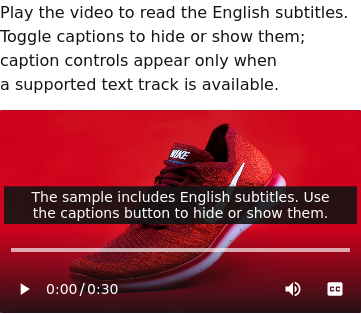 Play the video to read the English subtitles.
Toggle captions to hide or show them;
caption controls appear only when
a supported text track is available.
NIKE
The sample includes English subtitles. Use
the captions button to hide or show them.
0:00 / 0:30
CC